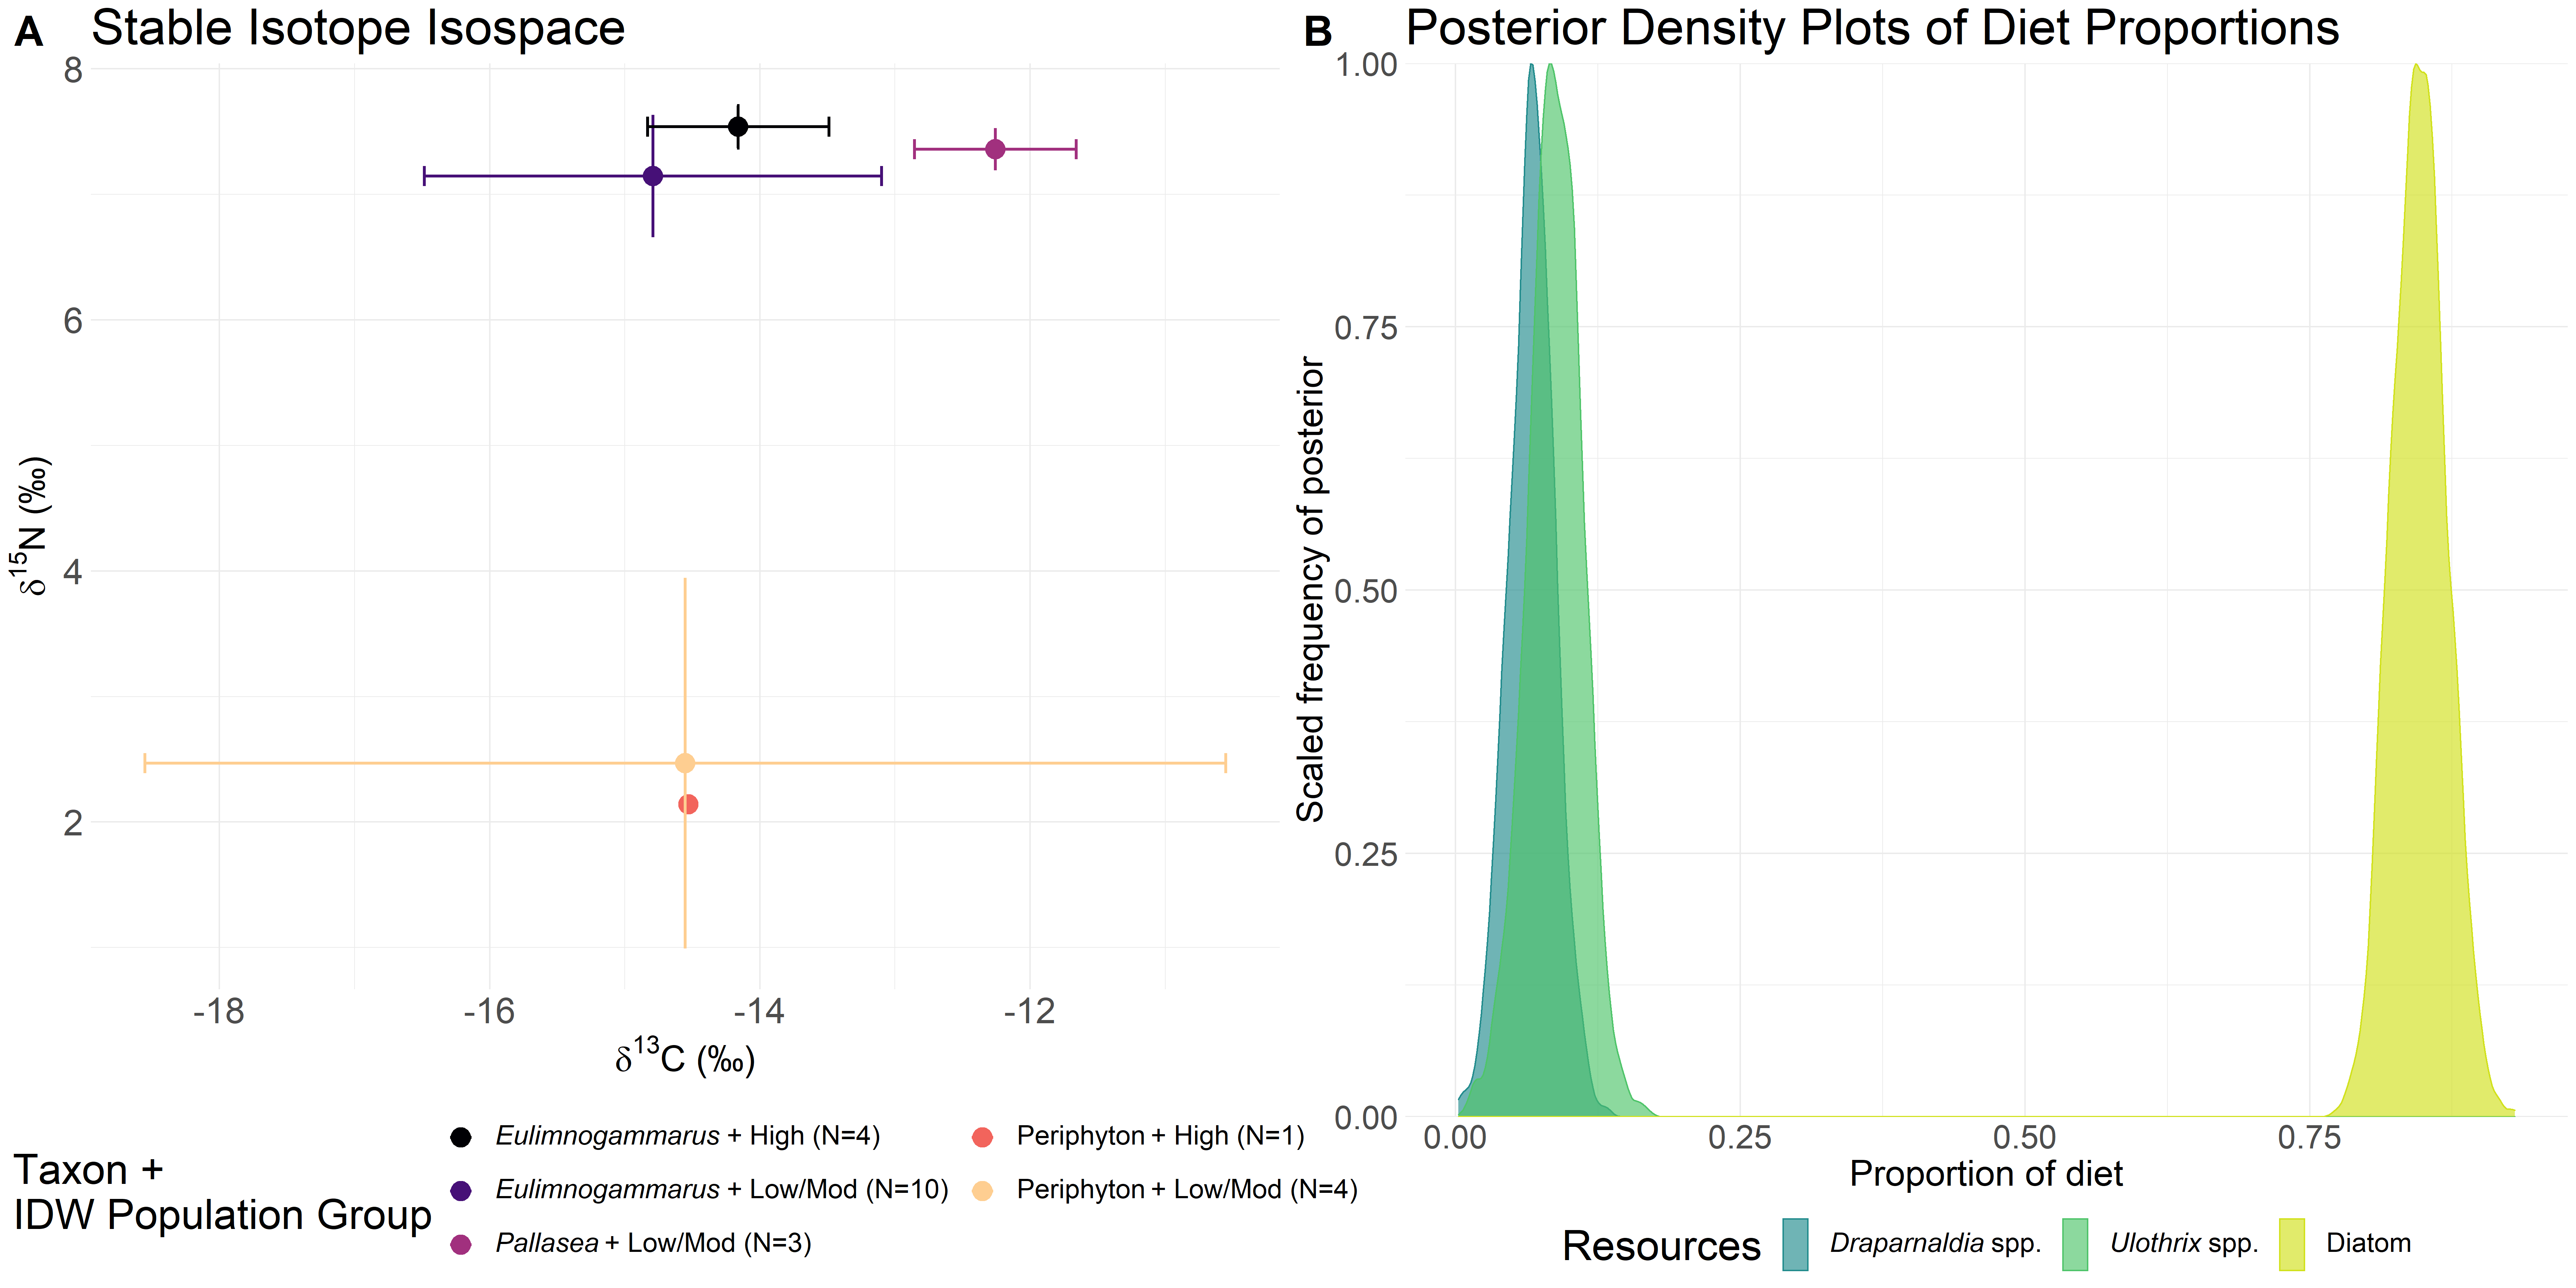 A Stable Isotope Isospace
8
6
4
2
δ15N (‰)
-18 -16 -14 -12
δ13C (‰)
Taxon +
IDW Population Group
Eulimnogammarus + High (N=4)
Eulimnogammarus + Low/Mod (N=10)
Pallasea + Low/Mod (N=3)
Periphyton + High (N=1)
Periphyton + Low/Mod (N=4)
B Posterior Density Plots of Diet Proportions
1.00
0.75
0.50
0.25
0.00
Scaled frequency of posterior
0.00 0.25 0.50 0.75
Proportion of diet
Resources Draparnaldia spp. Ulothrix spp. Diatom